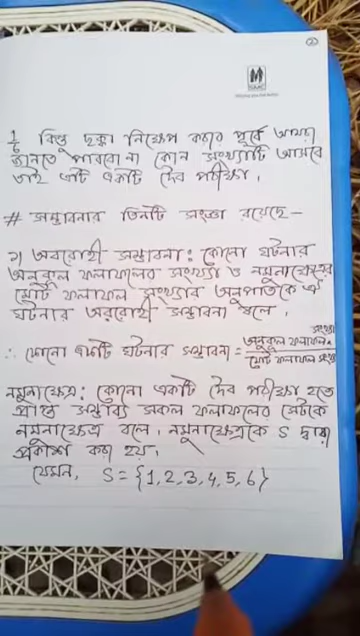 ২
১/৬ কিন্তু ছক্কা নিক্ষেপ করার পূর্বে আমরা
জানতে পারবো না কোন সংখ্যাটি আসবে
তাই এটি একটি দৈব পরীক্ষা।
# সম্ভাবনার তিনটি সংজ্ঞা রয়েছে –
১) অবরোহী সম্ভাবনা: কোনো ঘটনার
অনুকূল ফলাফলের সংখ্যা ও নমুনাক্ষেত্রের
মোট ফলাফল সংখ্যার অনুপাতকে ঐ
ঘটনার অবরোহী সম্ভাবনা বলে।
∴ কোনো একটি ঘটনার সম্ভাবনা = অনুকূল ফলাফল সংখ্যা / মোট ফলাফল সংখ্যা
নমুনাক্ষেত্র: কোনো একটি দৈব পরীক্ষা হতে
প্রাপ্ত সম্ভাব্য সকল ফলাফলের সেটকে
নমুনাক্ষেত্র বলে। নমুনাক্ষেত্রকে S দ্বারা
প্রকাশ করা হয়।
যেমন, S = {1, 2, 3, 4, 5, 6}